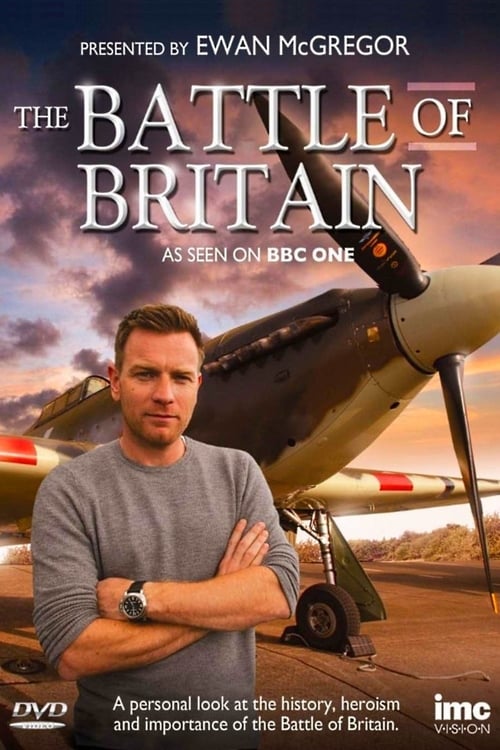 PRESENTED BY EWAN McGREGOR
THE BATTLE OF
BRITAIN
AS SEEN ON BBC ONE
A personal look at the history, heroism
and importance of the Battle of Britain.
DVD
VIDEO
imc
VISION